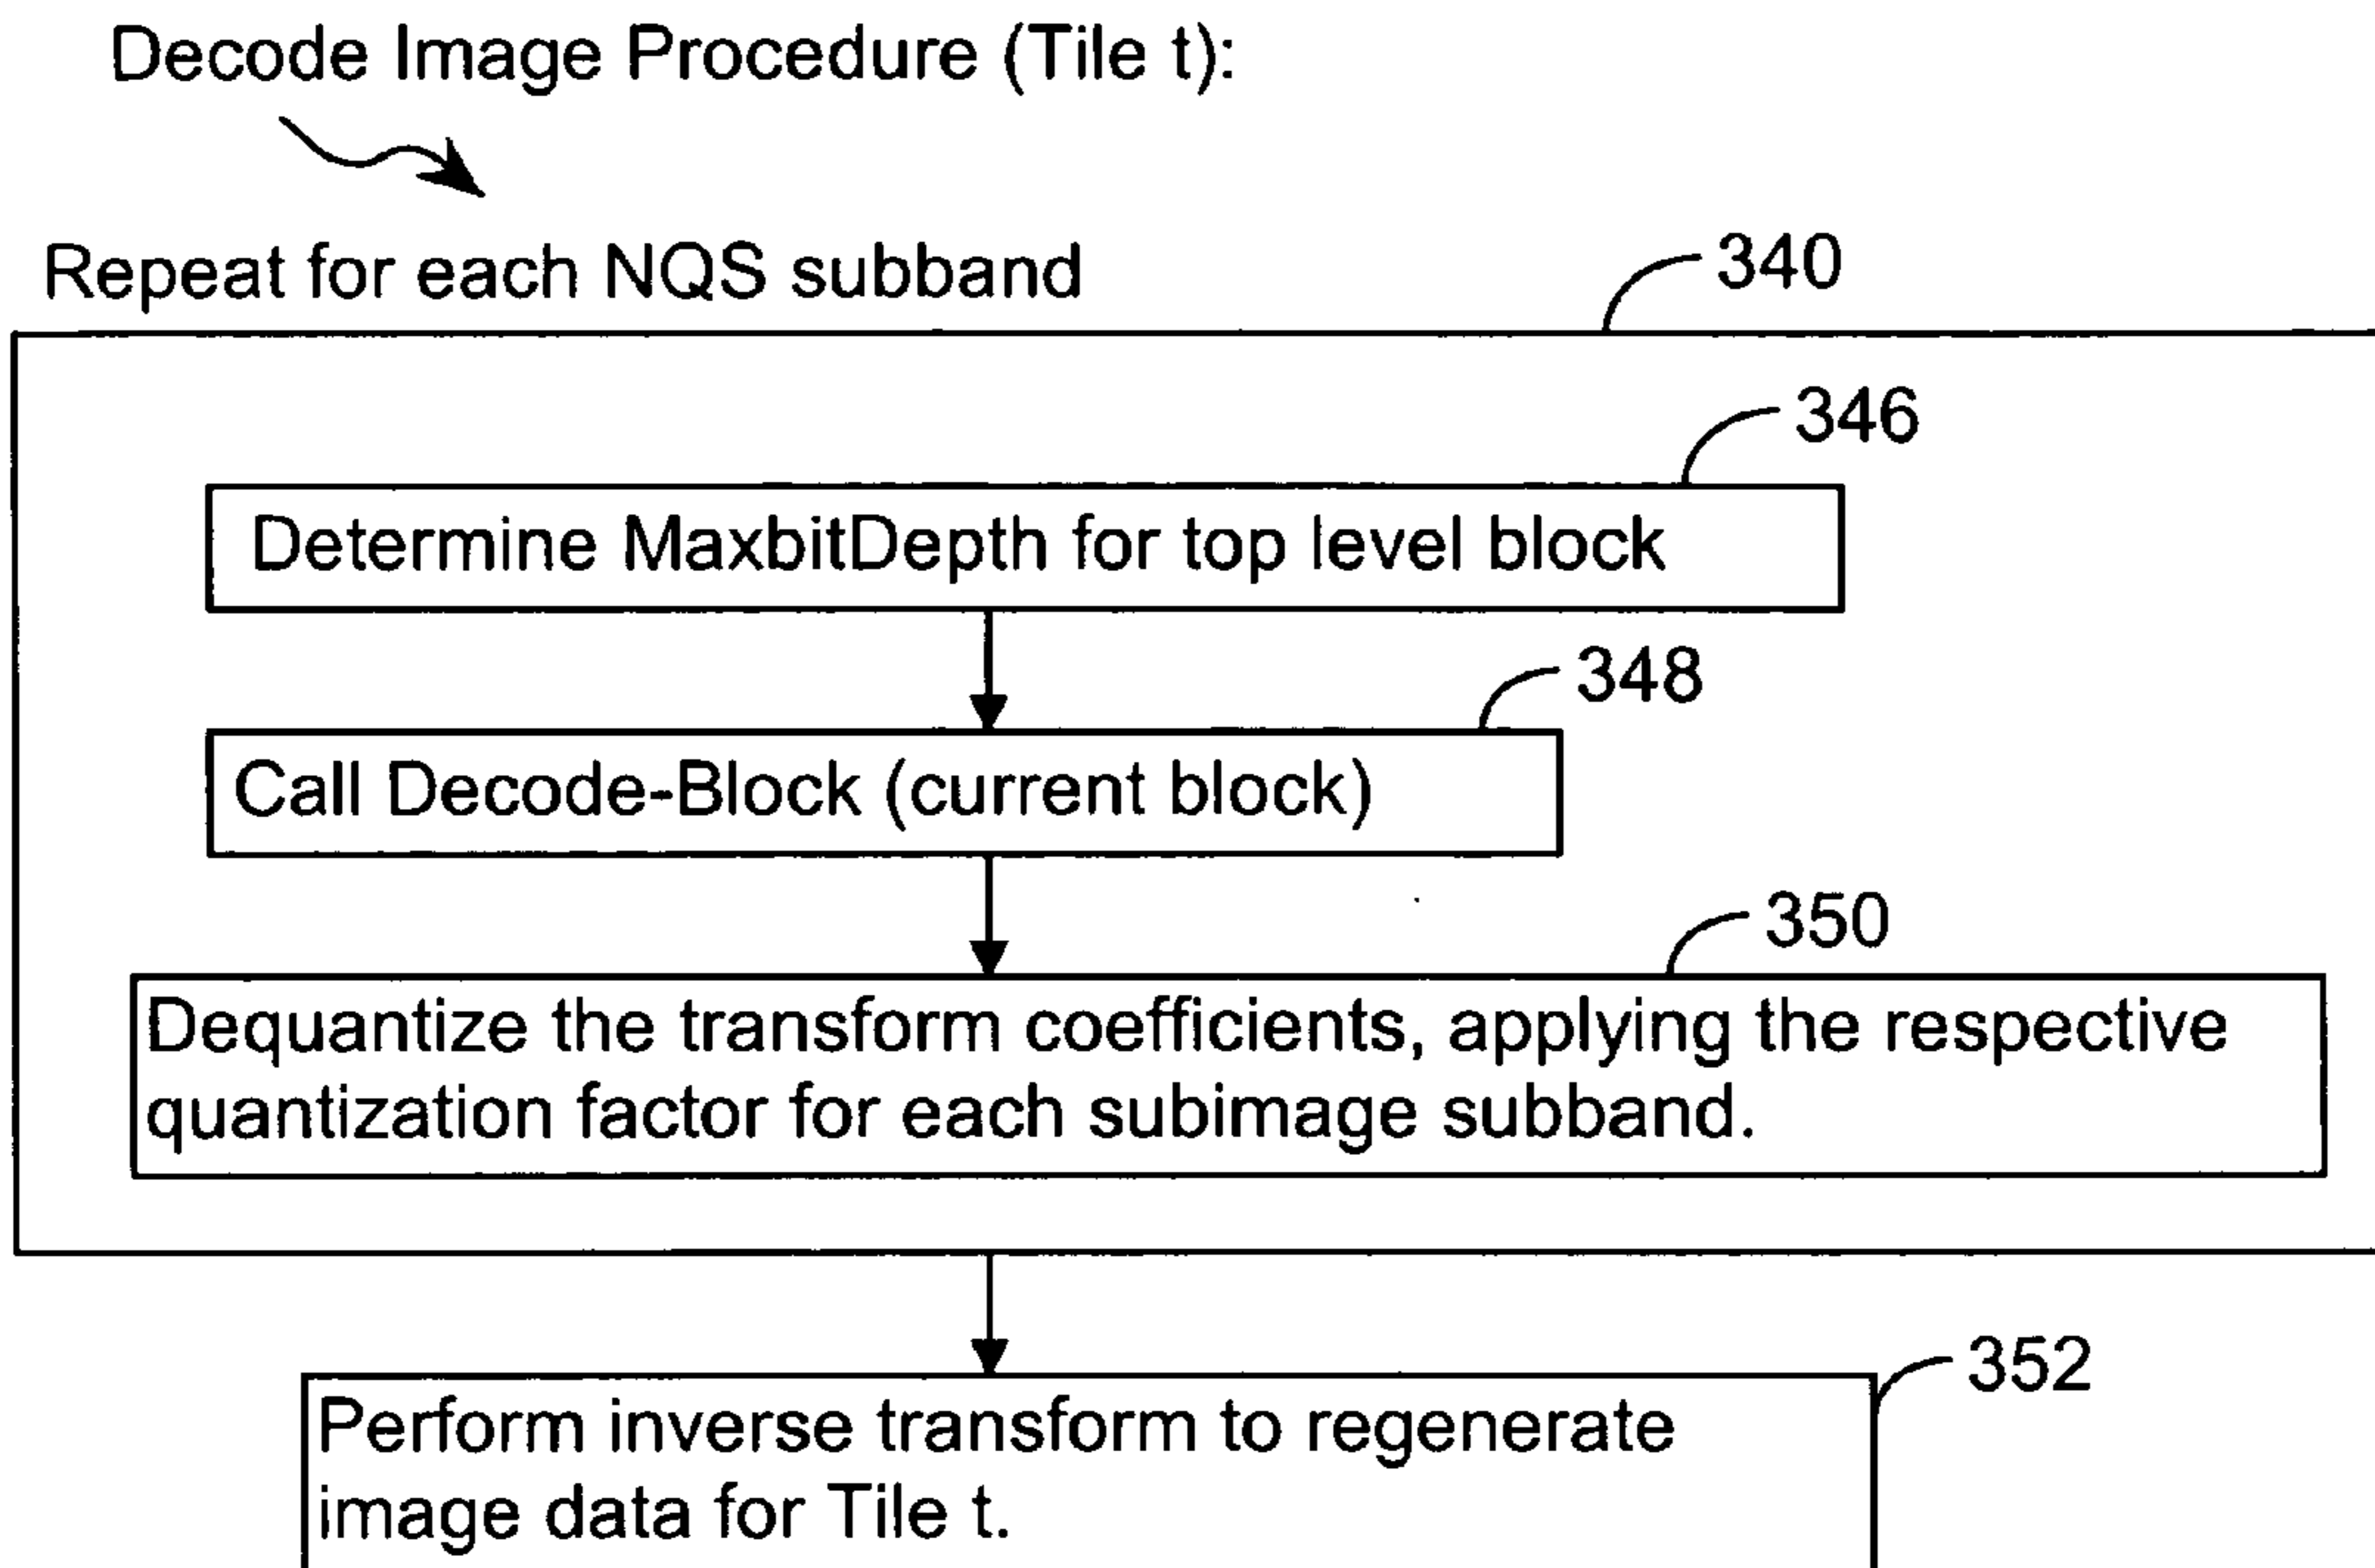 Decode Image Procedure (Tile t):
Repeat for each NQS subband
340
346
Determine MaxbitDepth for top level block
348
Call Decode-Block (current block)
350
Dequantize the transform coefficients, applying the respective
quantization factor for each subimage subband.
352
Perform inverse transform to regenerate
image data for Tile t.